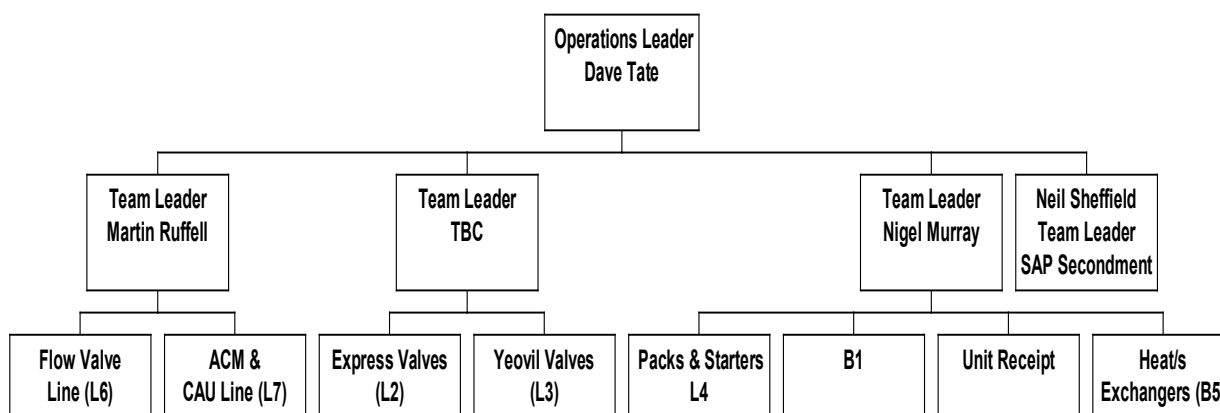 Operations Leader
Dave Tate
Team Leader
Martin Ruffell
Team Leader
TBC
Team Leader
Nigel Murray
Neil Sheffield
Team Leader
SAP Secondment
Flow Valve
Line (L6)
ACM &
CAU Line (L7)
Express Valves
(L2)
Yeovil Valves
(L3)
Packs & Starters
L4
B1
Unit Receipt
Heat/s
Exchangers (B5